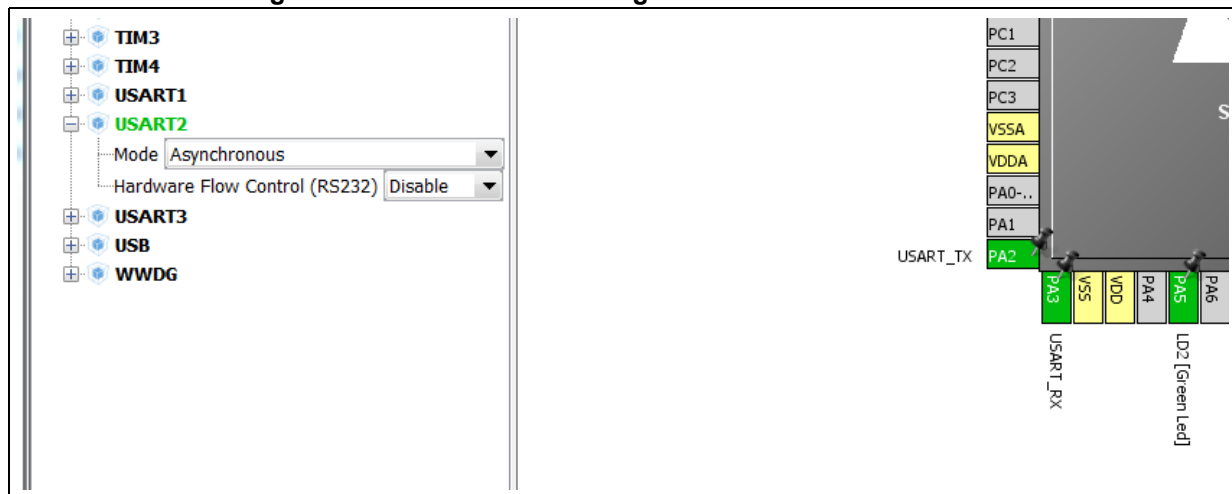 TIM3
TIM4
USART1
USART2
Mode Asynchronous
Hardware Flow Control (RS232) Disable
USART3
USB
WWDG
PC1
PC2
PC3
VSSA
VDDA
PA0-..
PA1
USART_TX PA2
PA3
VSS
VDD
PA4
PA5
PA6
USART_RX
LD2 [Green Led]
S